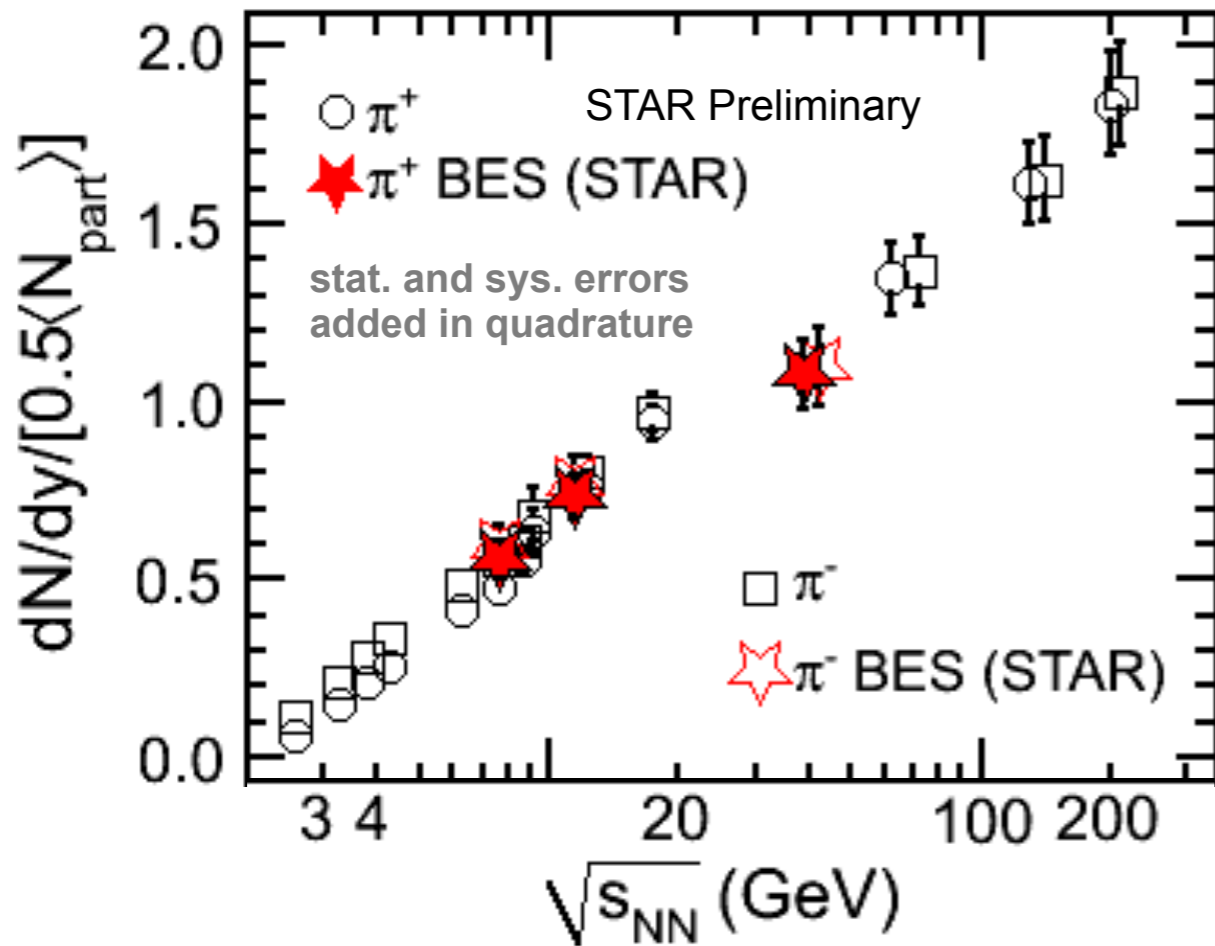 dN/dy/[0.5⟨N_part⟩]
2.0
1.5
1.0
0.5
0.0
π⁺
STAR Preliminary
π⁺ BES (STAR)
stat. and sys. errors
added in quadrature
π⁻
π⁻ BES (STAR)
3 4 20 100 200
√s_NN (GeV)